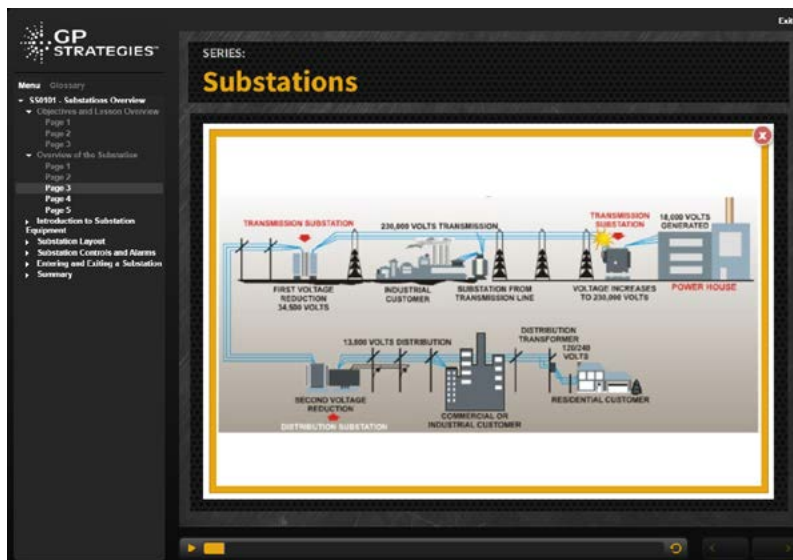 GP
STRATEGIES™
Exit
Menu Glossary
SS0101 - Substations Overview
Objectives and Lesson Overview
Page 1
Page 2
Page 3
Overview of the Substation
Page 1
Page 2
Page 3
Page 4
Page 5
Introduction to Substation
Equipment
Substation Layout
Substation Controls and Alarms
Entering and Exiting a Substation
Summary
SERIES:
Substations
X
TRANSMISSION SUBSTATION
230,000 VOLTS TRANSMISSION
TRANSMISSION
SUBSTATION
18,000 VOLTS
GENERATED
FIRST VOLTAGE
REDUCTION
34,500 VOLTS
INDUSTRIAL
CUSTOMER
SUBSTATION FROM
TRANSMISSION LINE
VOLTAGE INCREASES
TO 230,000 VOLTS
POWER HOUSE
13,800 VOLTS DISTRIBUTION
DISTRIBUTION
TRANSFORMER
120/240
VOLTS
SECOND VOLTAGE
REDUCTION
DISTRIBUTION SUBSTATION
COMMERCIAL OR
INDUSTRIAL CUSTOMER
RESIDENTIAL CUSTOMER